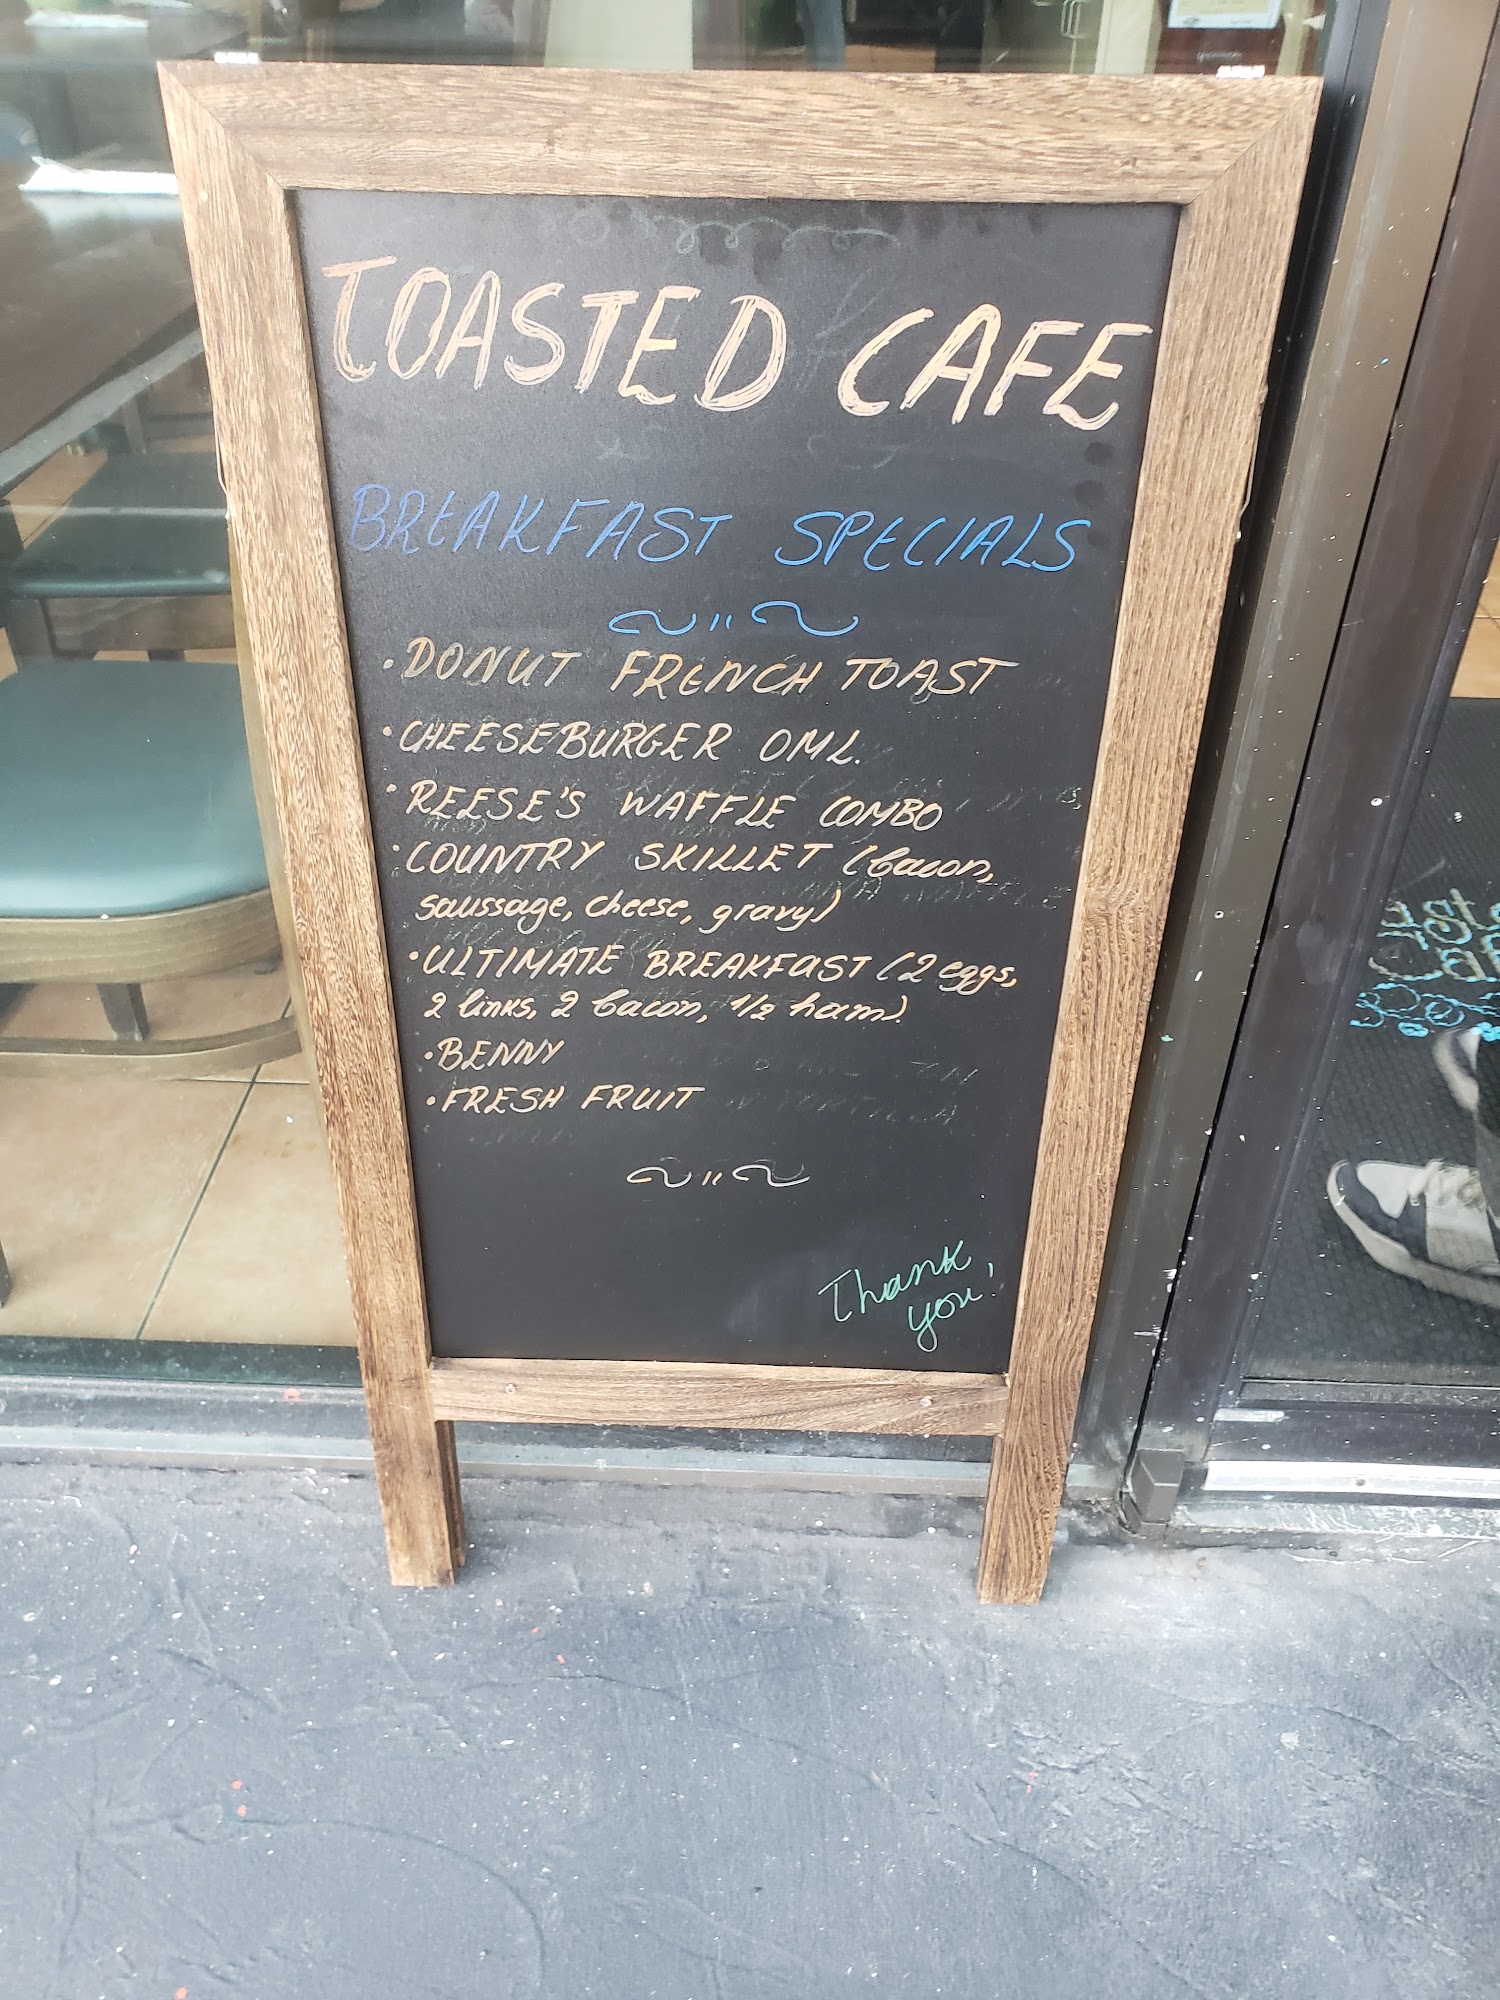 TOASTED CAFE
BREAKFAST SPECIALS
• DONUT FRENCH TOAST
• CHEESEBURGER OML.
• REESE'S WAFFLE COMBO
• COUNTRY SKILLET (bacon,
saussage, cheese, gravy)
• ULTIMATE BREAKFAST (2 eggs,
2 links, 2 bacon, 1/2 ham)
• BENNY
• FRESH FRUIT
Thank
you!